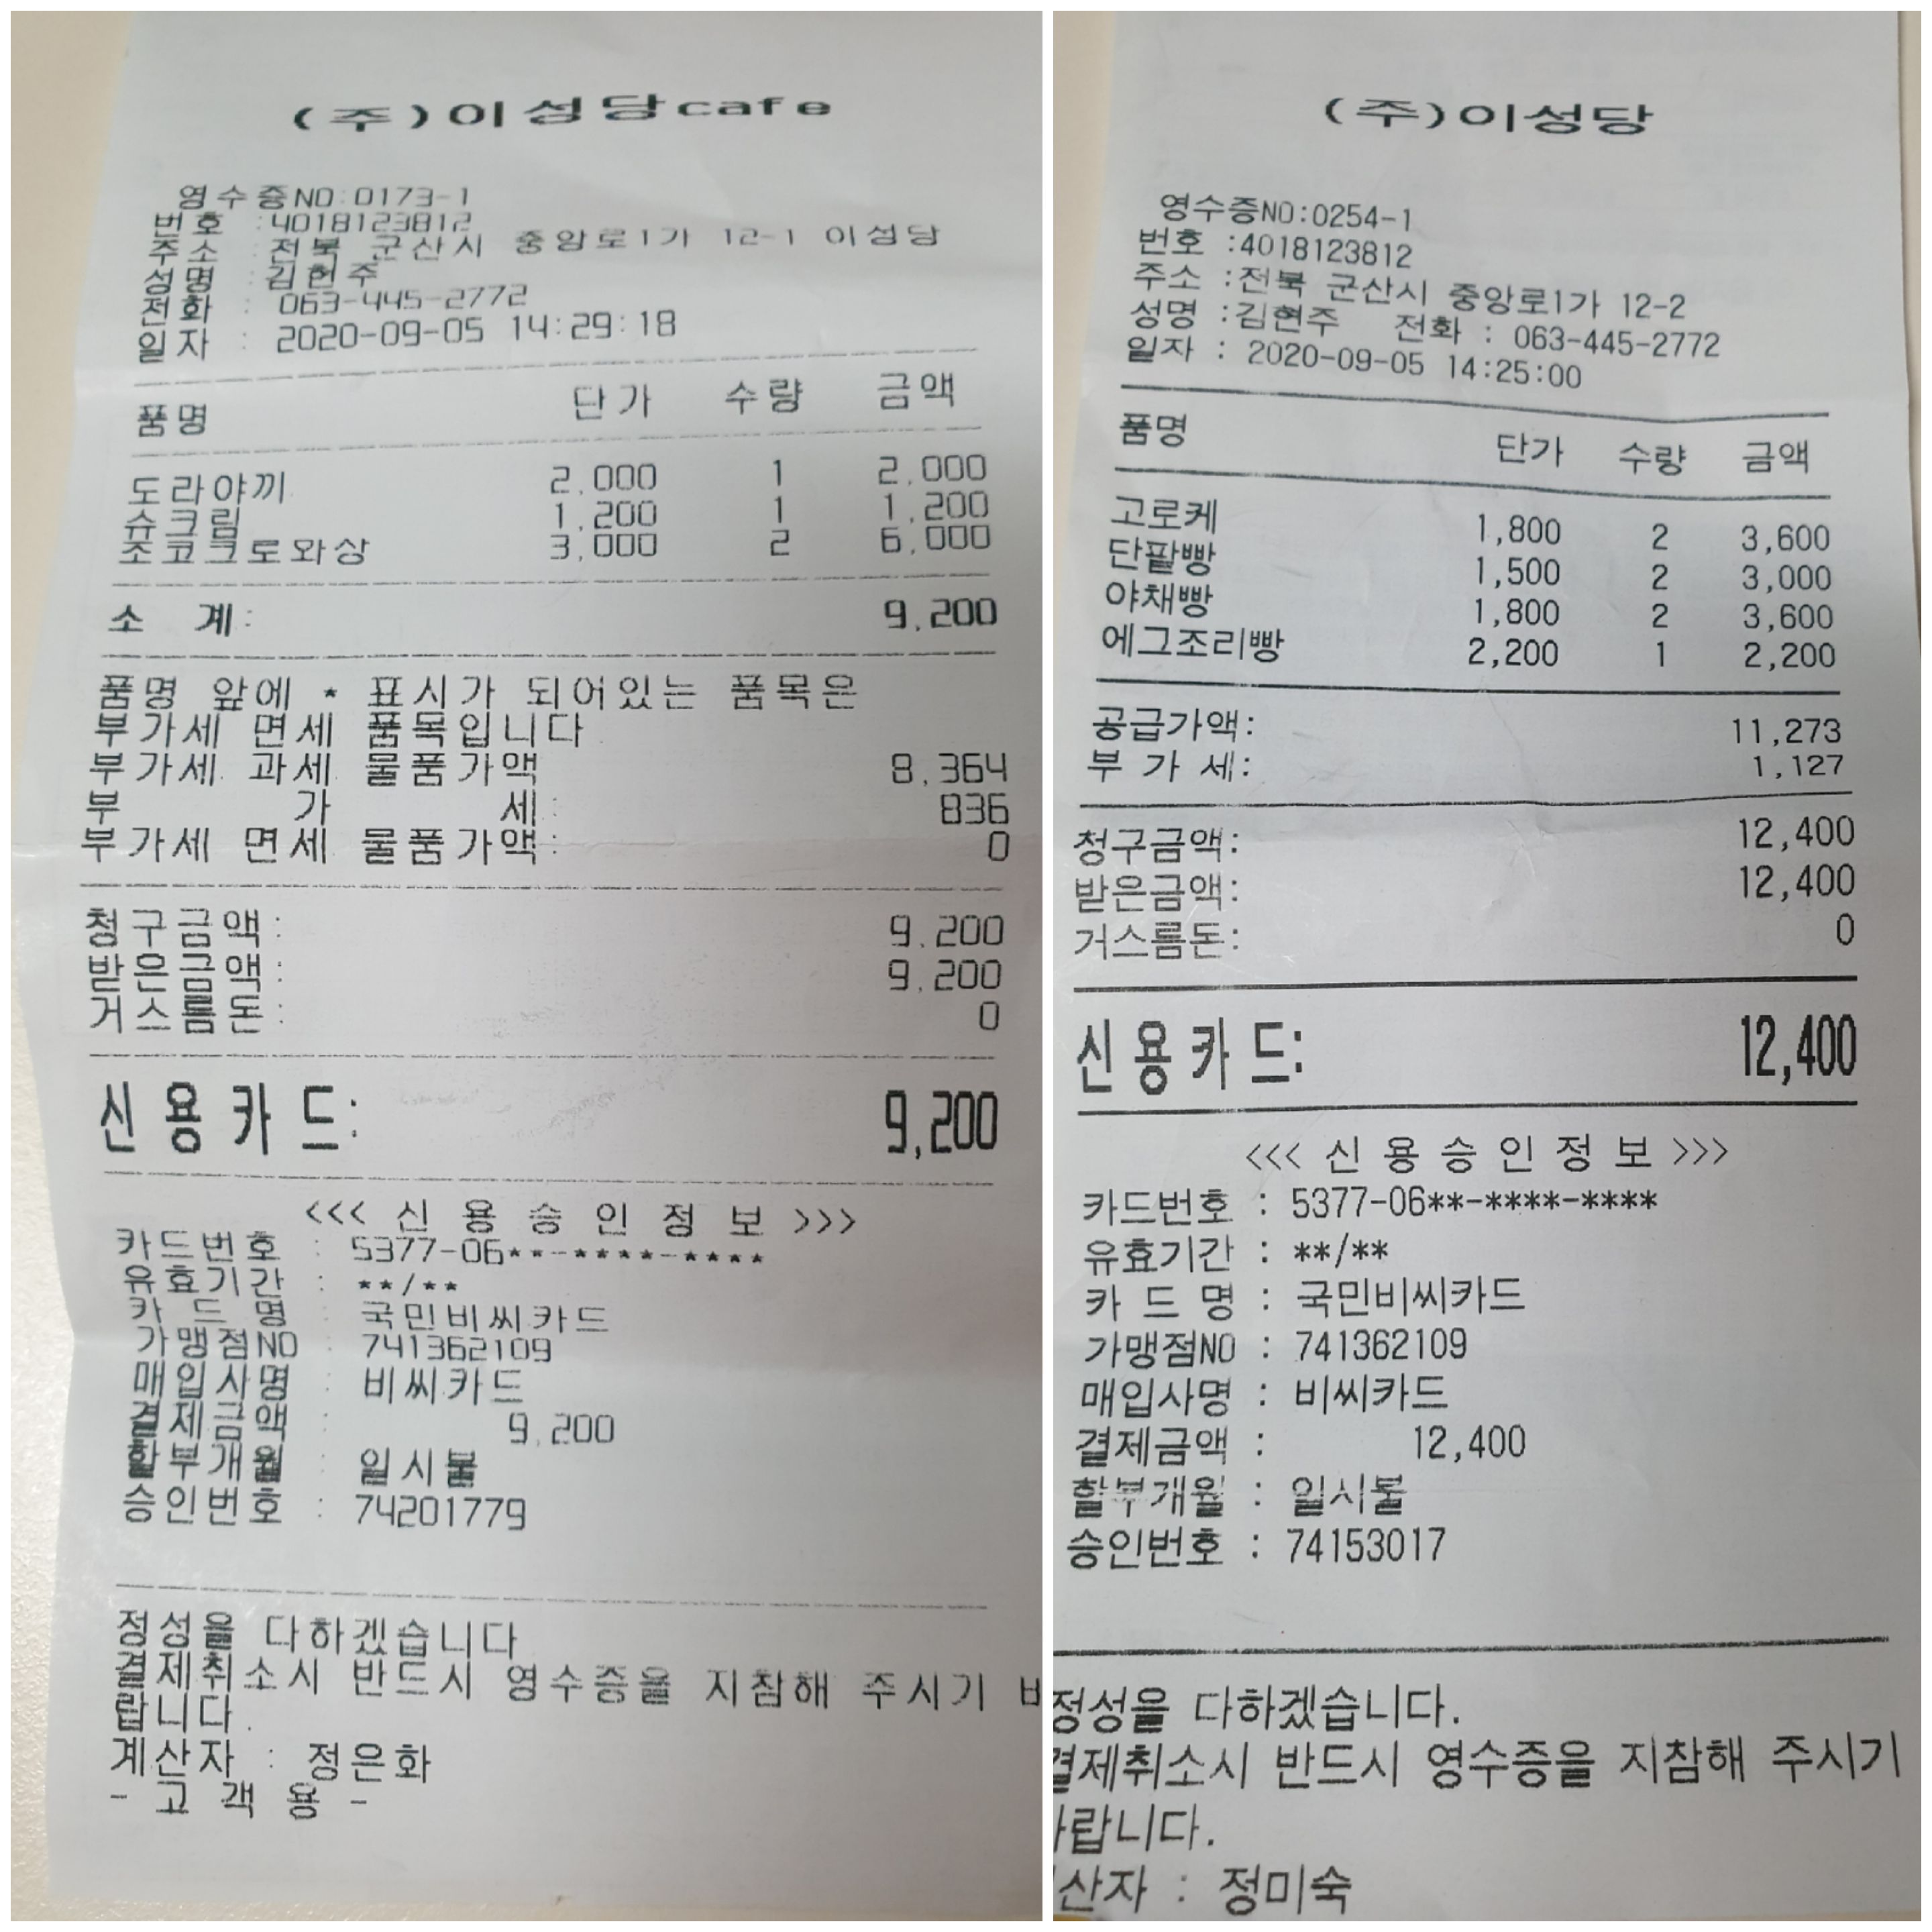 (주)이성당cafe
영수증NO:0173-1
번호 :4018123812
주소 : 전북 군산시 중앙로1가 12-1 이성당
성명 : 김현주
전화 : 063-445-2772
일자 : 2020-09-05 14:29:18
품명 단가 수량 금액
도라야끼 2,000 1 2,000
슈크림 1,200 1 1,200
쵸코크로와상 3,000 2 6,000
소 계: 9,200
품명 앞에 * 표시가 되어있는 품목은
부가세 면세 품목입니다
부가세 과세 물품가액 8,364
부 가 세: 836
부가세 면세 물품가액: 0
청구금액: 9,200
받은금액: 9,200
거스름돈: 0
신용카드: 9,200
<<< 신 용 승 인 정 보 >>>
카드번호 : 5377-06**-****-****
유효기간 : **/**
카 드 명 : 국민비씨카드
가맹점NO : 741362109
매입사명 : 비씨카드
결제금액 : 9,200
할부개월 : 일시불
승인번호 : 74201779
정성을 다하겠습니다
결제취소시 반드시 영수증을 지참해 주시기 바
랍니다.
계산자 : 정은화
- 고 객 용 -
(주)이성당
영수증NO:0254-1
번호 :4018123812
주소 :전북 군산시 중앙로1가 12-2
성명 :김현주 전화 : 063-445-2772
일자 : 2020-09-05 14:25:00
품명 단가 수량 금액
고로케 1,800 2 3,600
단팥빵 1,500 2 3,000
야채빵 1,800 2 3,600
에그조리빵 2,200 1 2,200
공급가액: 11,273
부 가 세: 1,127
청구금액: 12,400
받은금액: 12,400
거스름돈: 0
신용카드: 12,400
<<< 신 용 승 인 정 보 >>>
카드번호 : 5377-06**-****-****
유효기간 : **/**
카 드 명 : 국민비씨카드
가맹점NO : 741362109
매입사명 : 비씨카드
결제금액 : 12,400
할부개월 : 일시불
승인번호 : 74153017
정성을 다하겠습니다.
결제취소시 반드시 영수증을 지참해 주시기
바랍니다.
산자 : 정미숙